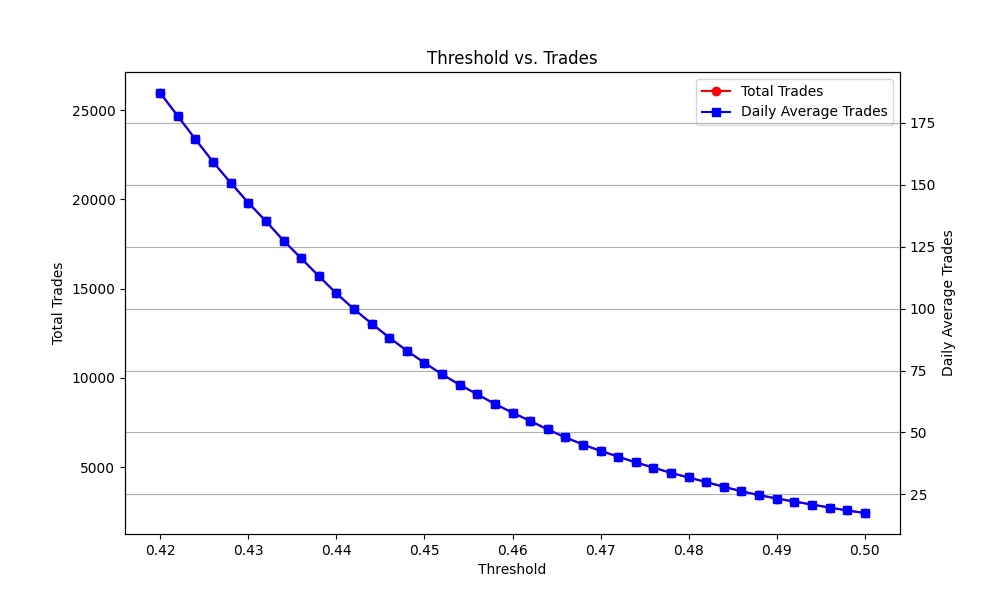 Threshold vs. Trades
Total Trades
Daily Average Trades
25000
20000
15000
10000
5000
Total Trades
175
150
125
100
75
50
25
Daily Average Trades
0.42 0.43 0.44 0.45 0.46 0.47 0.48 0.49 0.50
Threshold